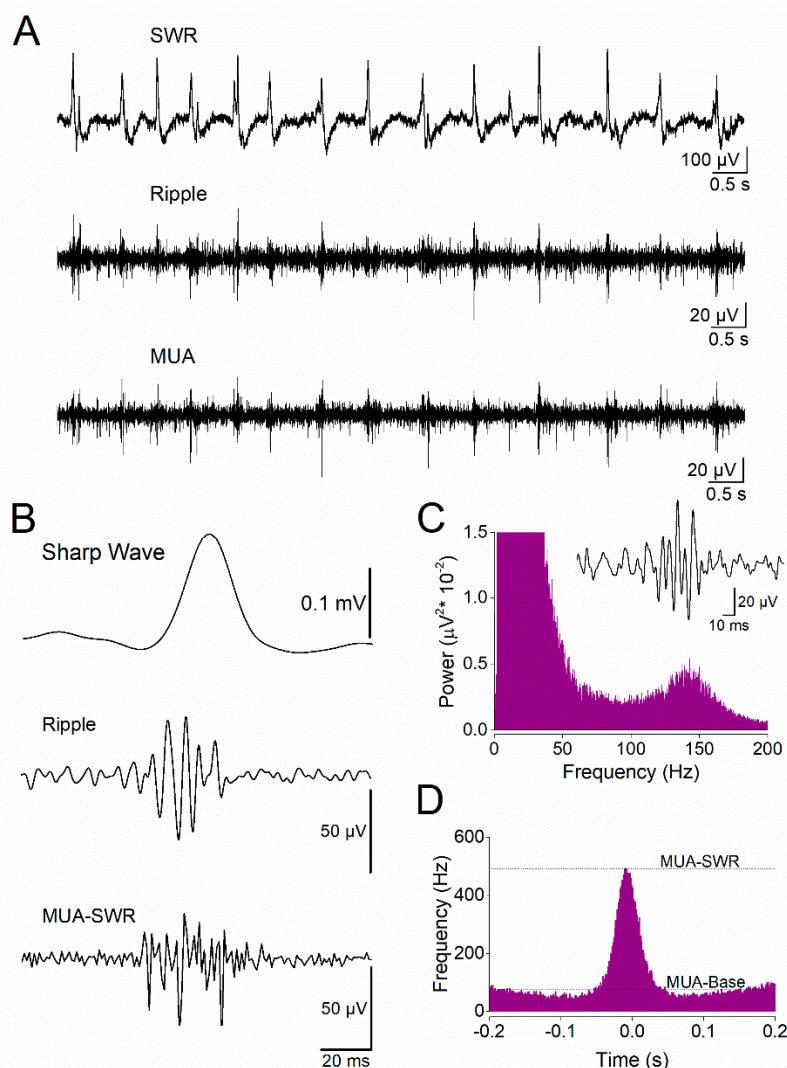 A
SWR
100 µV
0.5 s
Ripple
20 µV
0.5 s
MUA
20 µV
0.5 s
B
Sharp Wave
0.1 mV
Ripple
50 µV
MUA-SWR
50 µV
20 ms
C
1.5
1.0
0.5
0.0
Power (µV²* 10⁻²)
20 µV
10 ms
0 50 100 150 200
Frequency (Hz)
D
600
400
200
0
Frequency (Hz)
MUA-SWR
MUA-Base
-0.2 -0.1 0.0 0.1 0.2
Time (s)